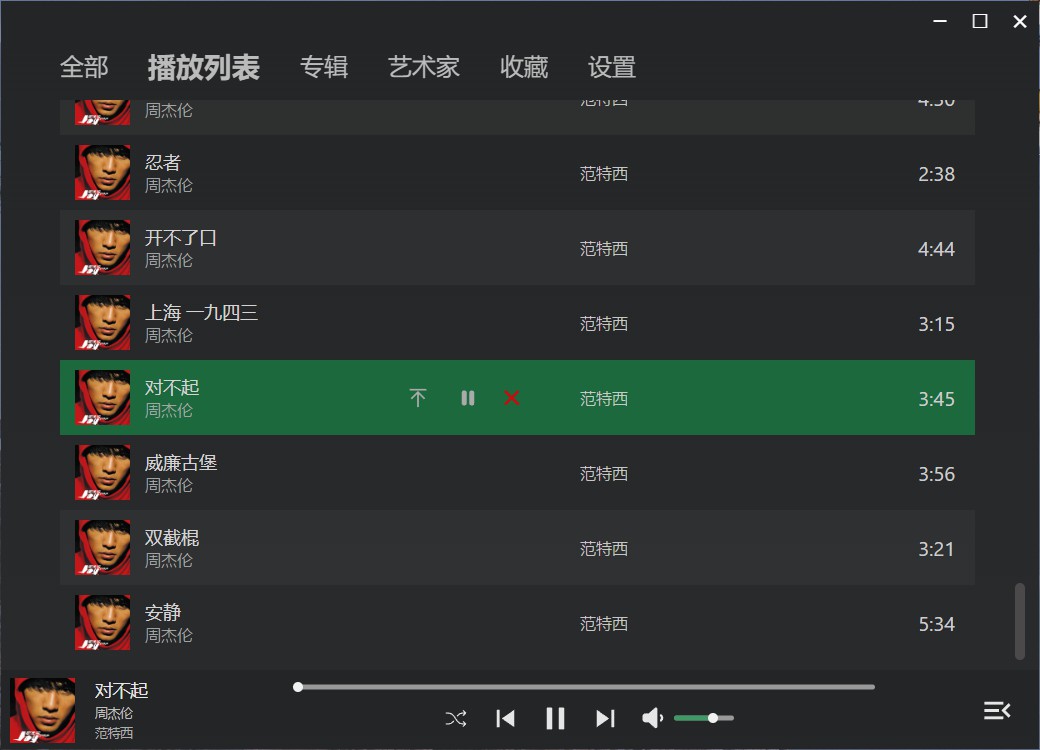 全部 播放列表 专辑 艺术家 收藏 设置
范特西 4:30
周杰伦
忍者
周杰伦
范特西 2:38
开不了口
周杰伦
范特西 4:44
上海 一九四三
周杰伦
范特西 3:15
对不起
周杰伦
范特西 3:45
威廉古堡
周杰伦
范特西 3:56
双截棍
周杰伦
范特西 3:21
安静
周杰伦
范特西 5:34
对不起
周杰伦
范特西